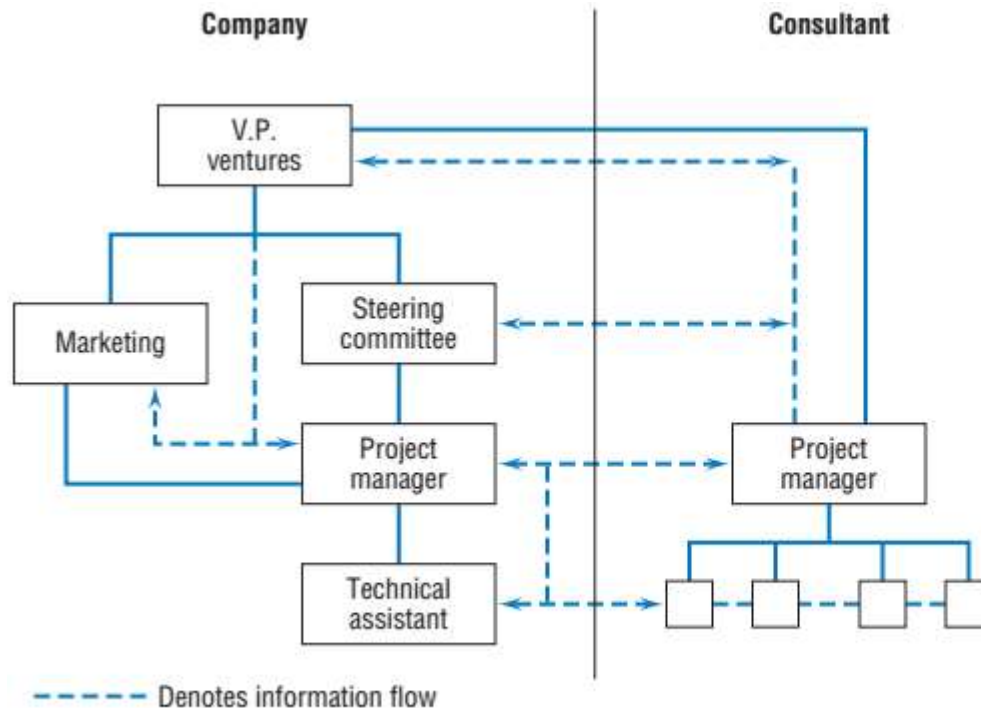 Company
Consultant
V.P.
ventures
Marketing
Steering
committee
Project
manager
Project
manager
Technical
assistant
Denotes information flow